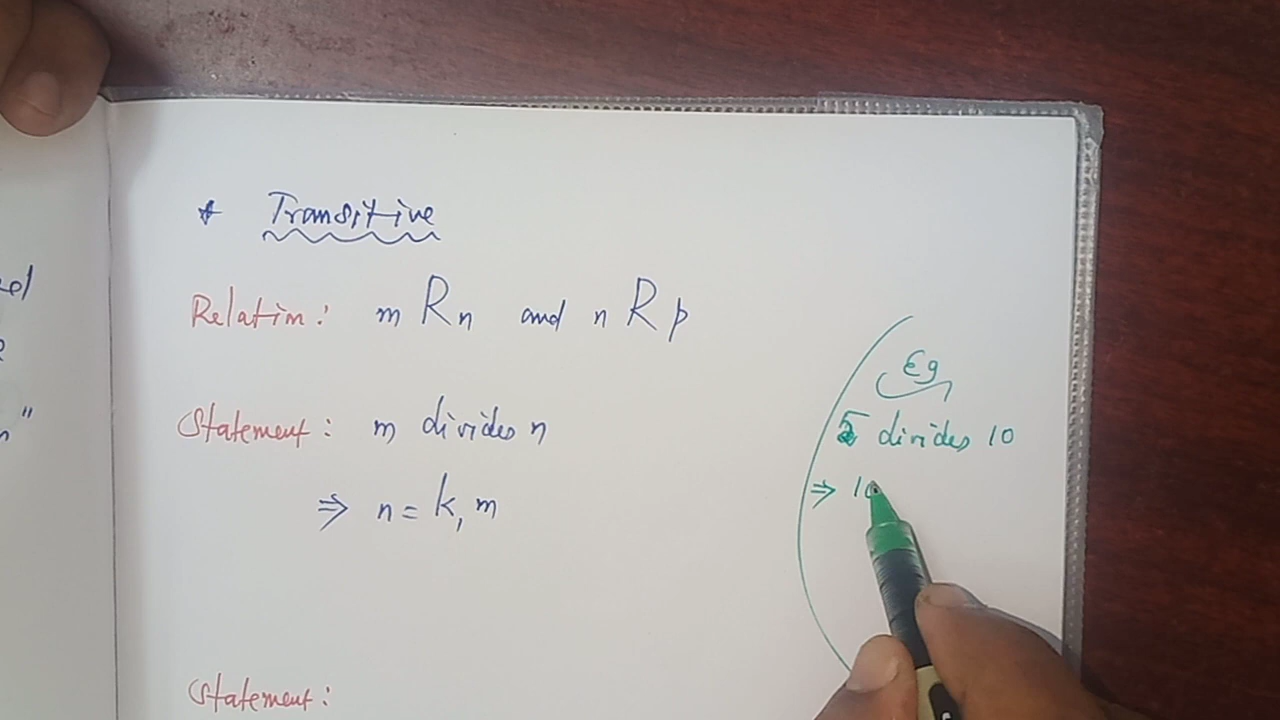 * Transitive
Relation: m R n and n R p
Statement: m divides n
⇒ n = k, m
Eg
divides 10
⇒ 10
Statement: